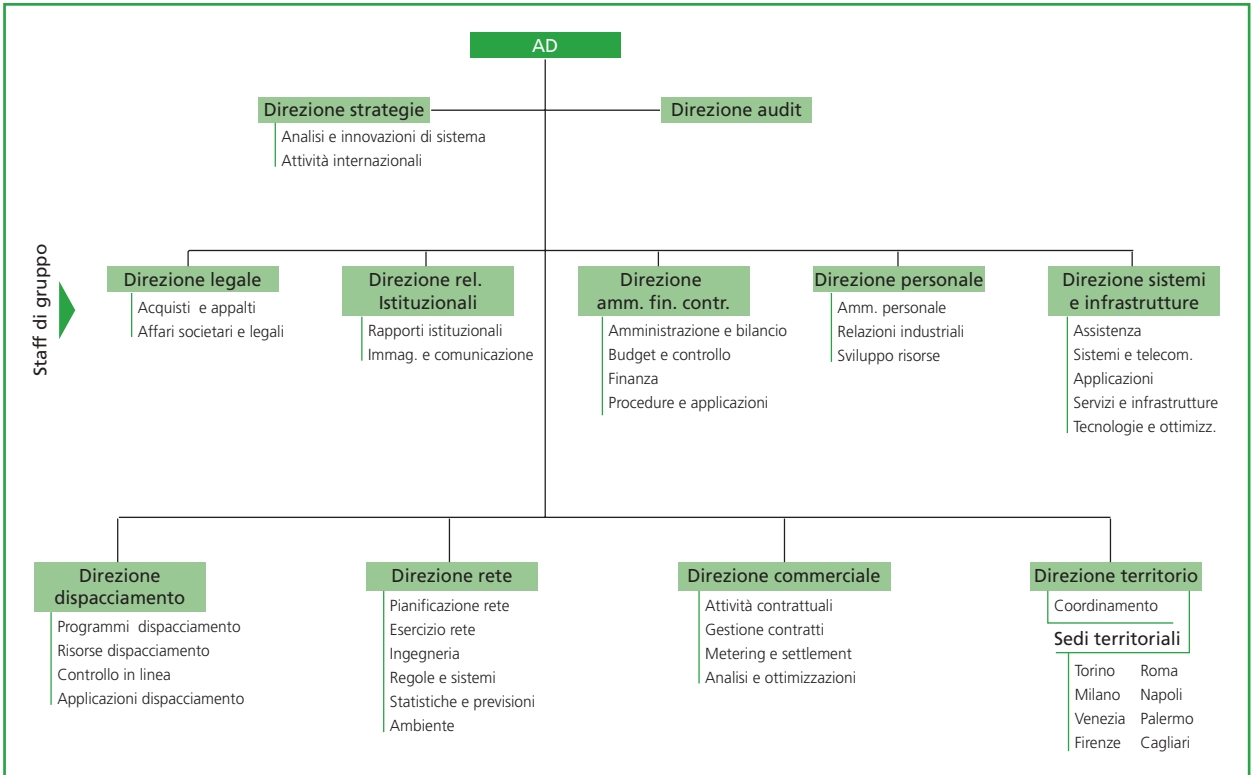 AD
Direzione strategie
Analisi e innovazioni di sistema
Attività internazionali
Direzione audit
Staff di gruppo
Direzione legale
Acquisti e appalti
Affari societari e legali
Direzione rel.
Istituzionali
Rapporti istituzionali
Immag. e comunicazione
Direzione
amm. fin. contr.
Amministrazione e bilancio
Budget e controllo
Finanza
Procedure e applicazioni
Direzione personale
Amm. personale
Relazioni industriali
Sviluppo risorse
Direzione sistemi
e infrastrutture
Assistenza
Sistemi e telecom.
Applicazioni
Servizi e infrastrutture
Tecnologie e ottimizz.
Direzione
dispacciamento
Programmi dispacciamento
Risorse dispacciamento
Controllo in linea
Applicazioni dispacciamento
Direzione rete
Pianificazione rete
Esercizio rete
Ingegneria
Regole e sistemi
Statistiche e previsioni
Ambiente
Direzione commerciale
Attività contrattuali
Gestione contratti
Metering e settlement
Analisi e ottimizzazioni
Direzione territorio
Coordinamento
Sedi territoriali
Torino Roma
Milano Napoli
Venezia Palermo
Firenze Cagliari